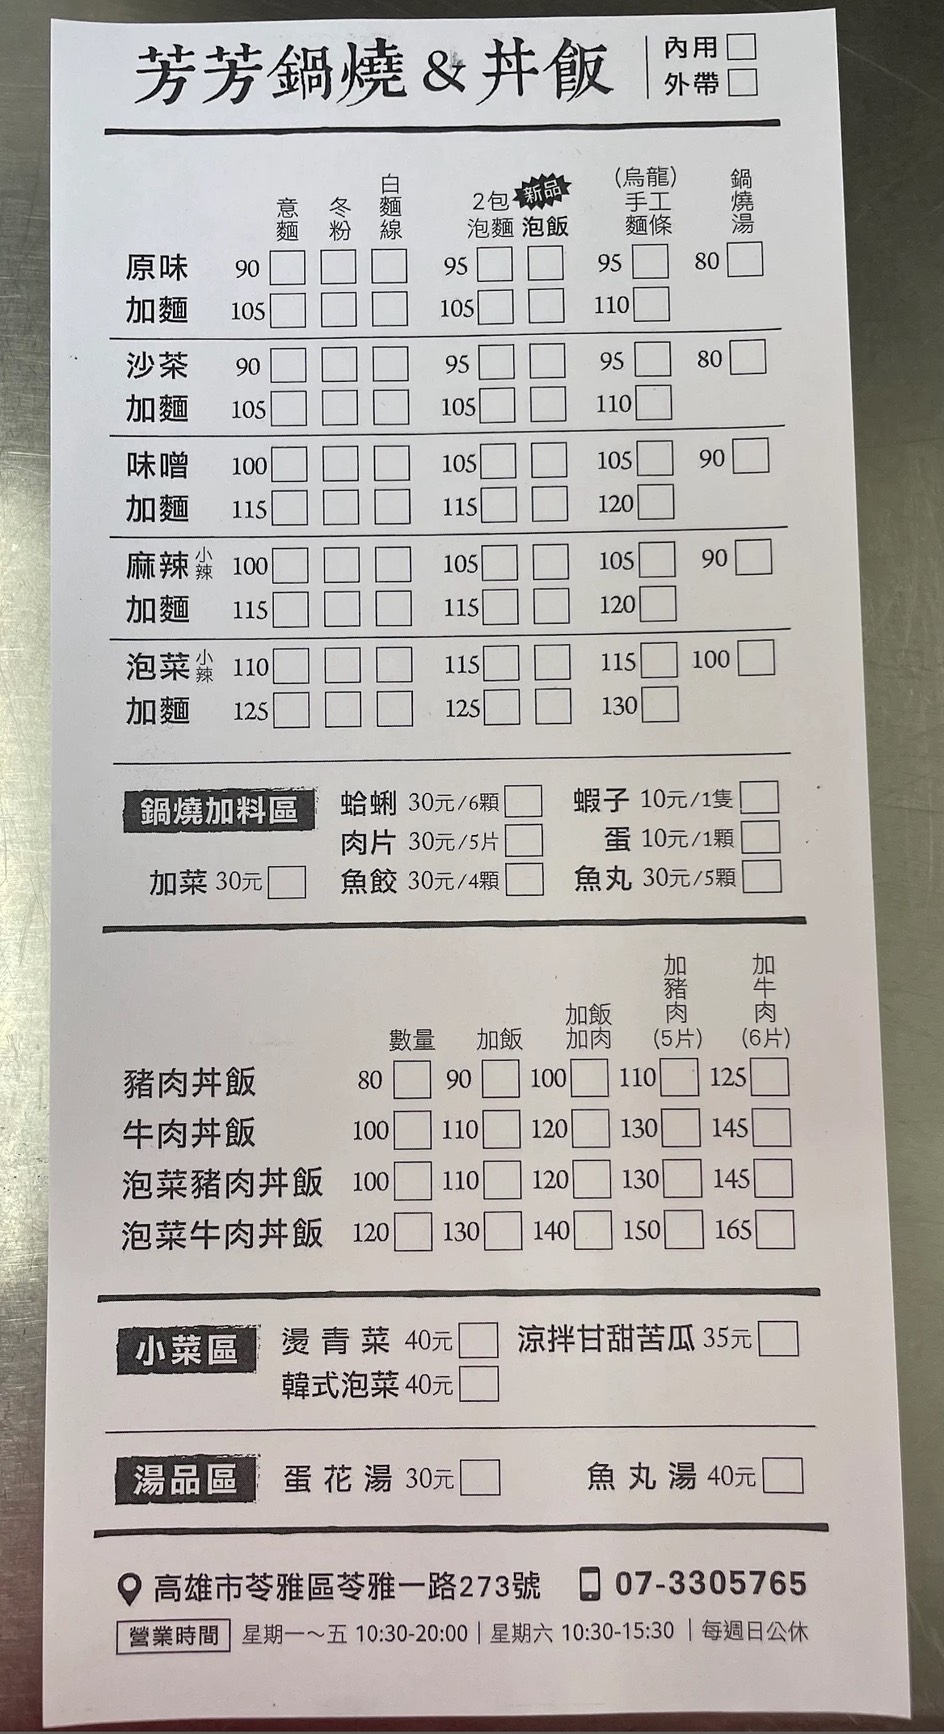 芳芳鍋燒&丼飯 內用
外帶
意麵 冬粉 白麵線 2包泡麵 新品 泡飯 (烏龍)手工麵條 鍋燒湯
原味 90 95 95 80
加麵 105 105 110
沙茶 90 95 95 80
加麵 105 105 110
味噌 100 105 105 90
加麵 115 115 120
麻辣 小辣 100 105 105 90
加麵 115 115 120
泡菜 小辣 110 115 115 100
加麵 125 125 130
鍋燒加料區 蛤蜊 30元/6顆 蝦子 10元/1隻
肉片 30元/5片 蛋 10元/1顆
加菜 30元 魚餃 30元/4顆 魚丸 30元/5顆
數量 加飯 加飯加肉 加豬肉(5片) 加牛肉(6片)
豬肉丼飯 80 90 100 110 125
牛肉丼飯 100 110 120 130 145
泡菜豬肉丼飯 100 110 120 130 145
泡菜牛肉丼飯 120 130 140 150 165
小菜區 燙青菜 40元 涼拌甘甜苦瓜 35元
韓式泡菜 40元
湯品區 蛋花湯 30元 魚丸湯 40元
高雄市苓雅區苓雅一路273號 07-3305765
營業時間 星期一~五 10:30-20:00 | 星期六 10:30-15:30 | 每週日公休